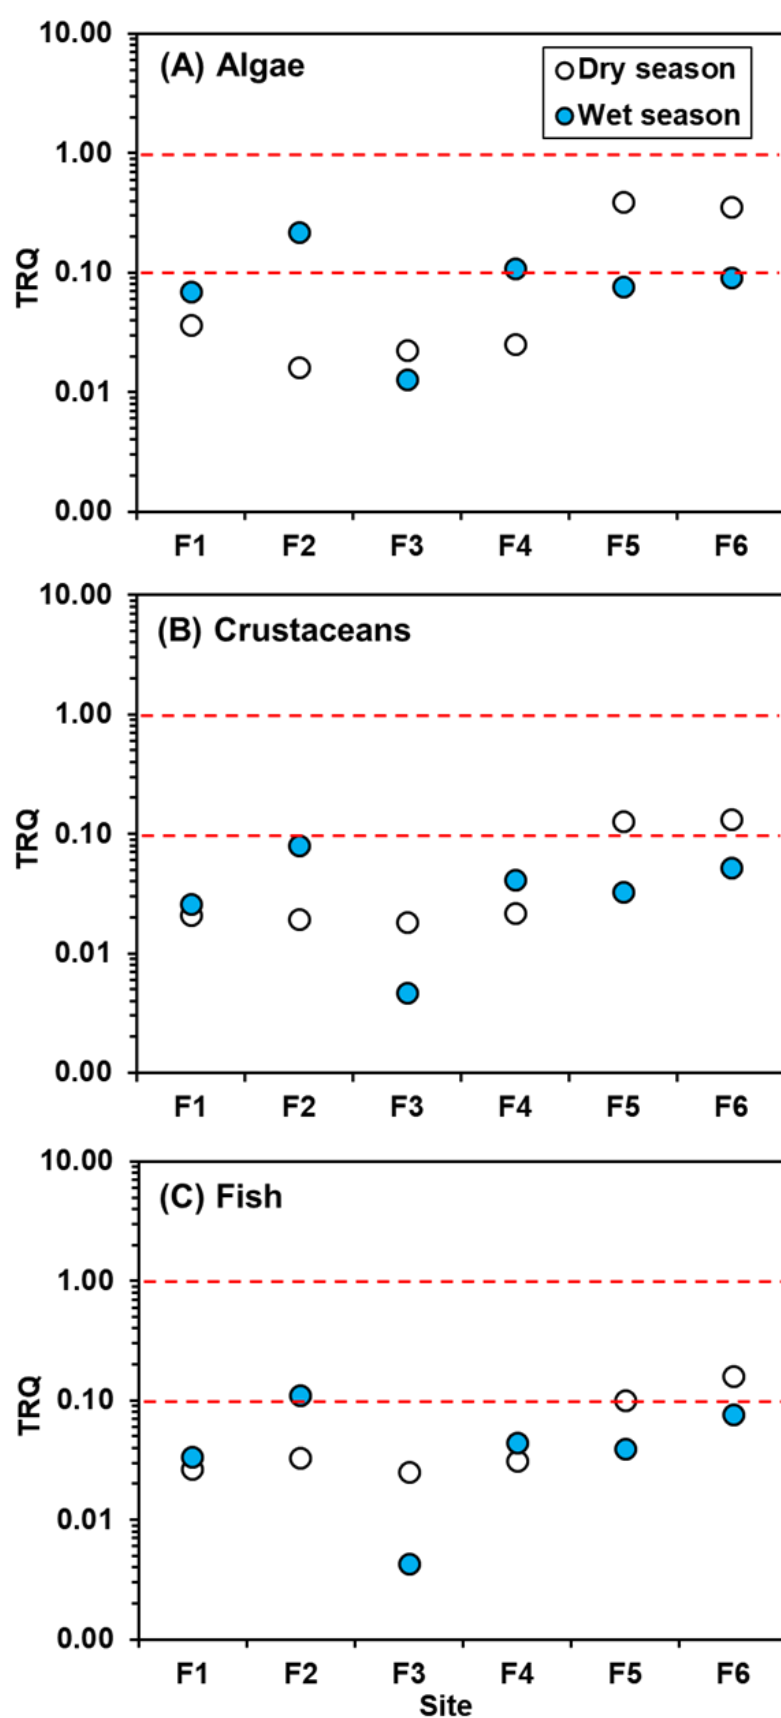 10.00
(A) Algae
Dry season
Wet season
1.00
TRQ
0.10
0.01
0.00
F1 F2 F3 F4 F5 F6
10.00
(B) Crustaceans
1.00
TRQ
0.10
0.01
0.00
F1 F2 F3 F4 F5 F6
10.00
(C) Fish
1.00
TRQ
0.10
0.01
0.00
F1 F2 F3 F4 F5 F6
Site